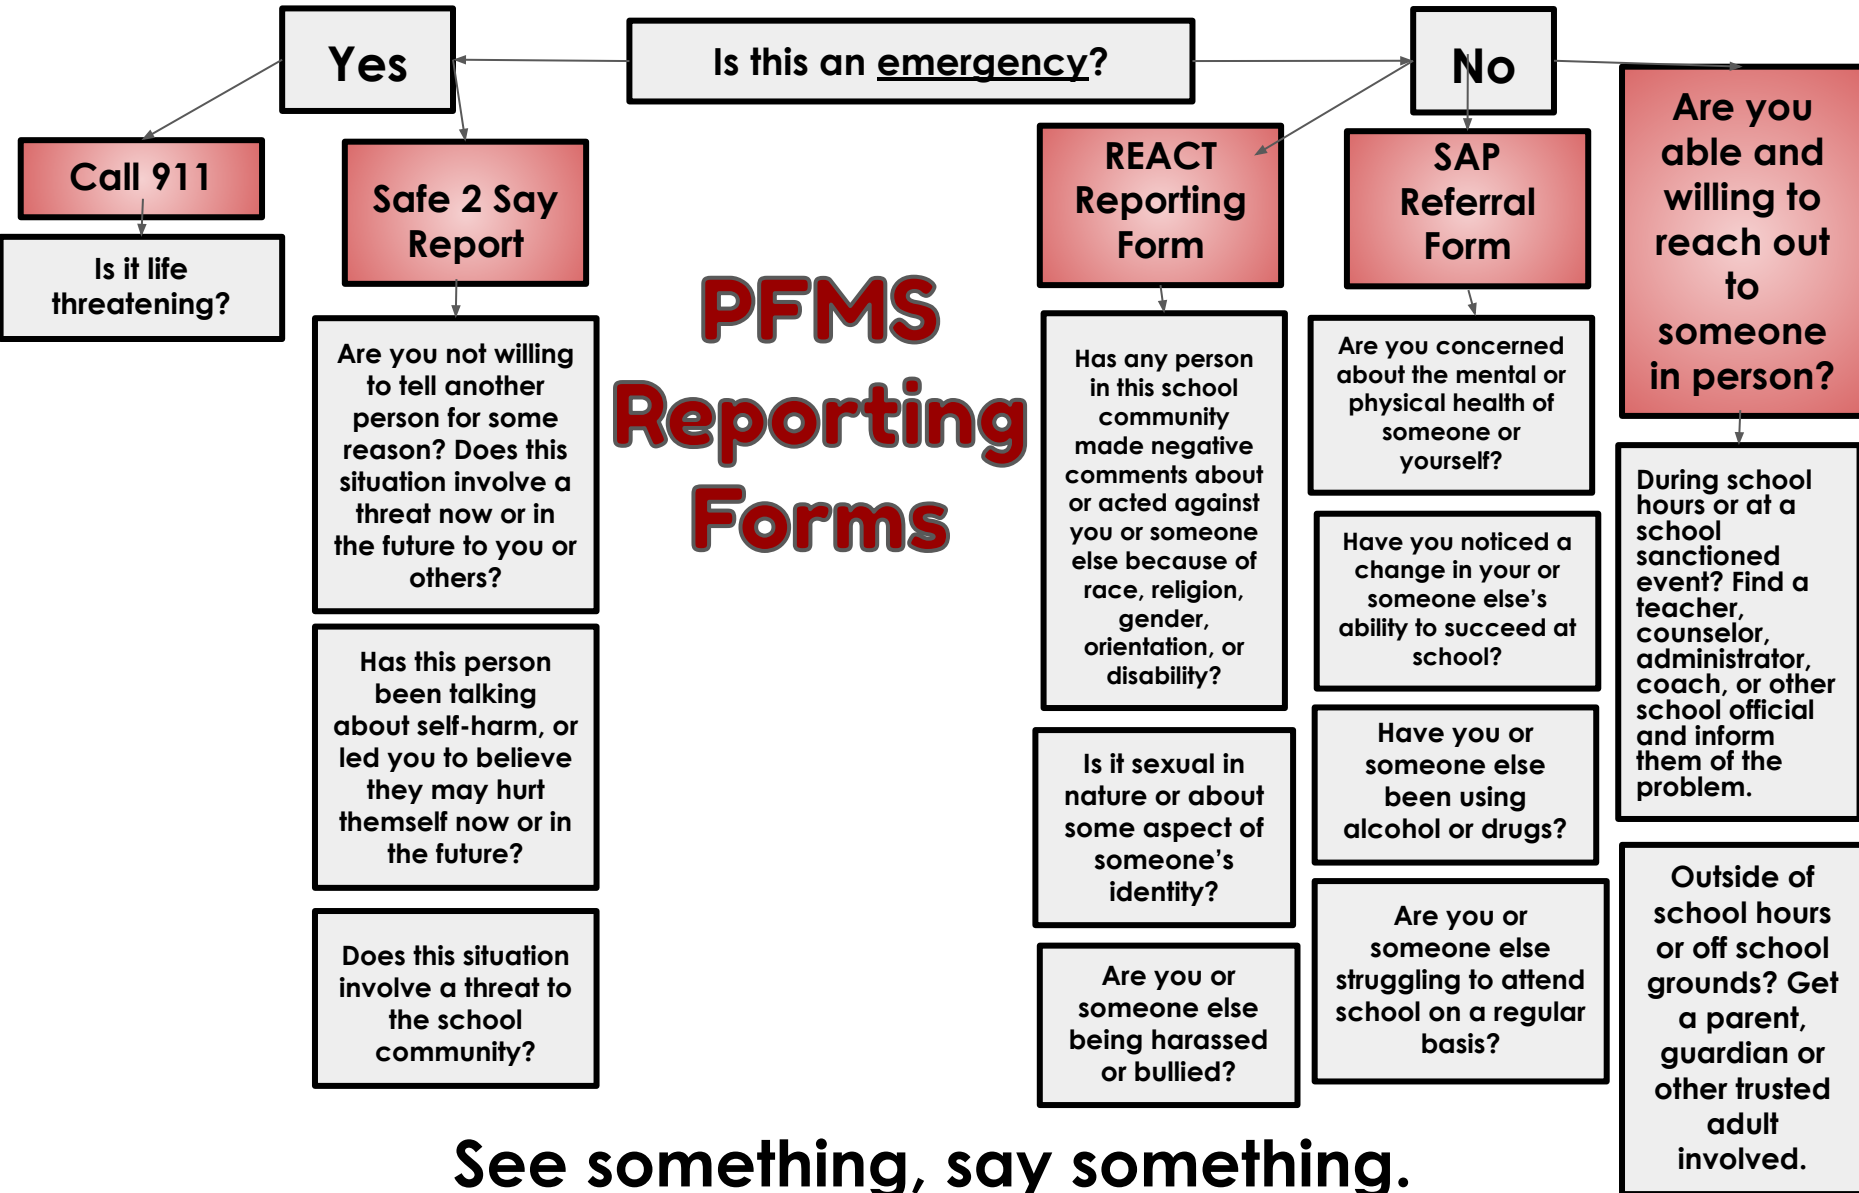 Is this an emergency?
Yes
No
Call 911
Is it life
threatening?
Safe 2 Say
Report
Are you not willing
to tell another
person for some
reason? Does this
situation involve a
threat now or in
the future to you or
others?
Has this person
been talking
about self-harm, or
led you to believe
they may hurt
themself now or in
the future?
Does this situation
involve a threat to
the school
community?
PFMS
Reporting
Forms
REACT
Reporting
Form
Has any person
in this school
community
made negative
comments about
or acted against
you or someone
else because of
race, religion,
gender,
orientation, or
disability?
Is it sexual in
nature or about
some aspect of
someone's
identity?
Are you or
someone else
being harassed
or bullied?
SAP
Referral
Form
Are you concerned
about the mental or
physical health of
someone or
yourself?
Have you noticed a
change in your or
someone else's
ability to succeed at
school?
Have you or
someone else
been using
alcohol or drugs?
Are you or
someone else
struggling to attend
school on a regular
basis?
Are you
able and
willing to
reach out
to
someone
in person?
During school
hours or at a
school
sanctioned
event? Find a
teacher,
counselor,
administrator,
coach, or other
school official
and inform
them of the
problem.
Outside of
school hours
or off school
grounds? Get
a parent,
guardian or
other trusted
adult
involved.
See something, say something.